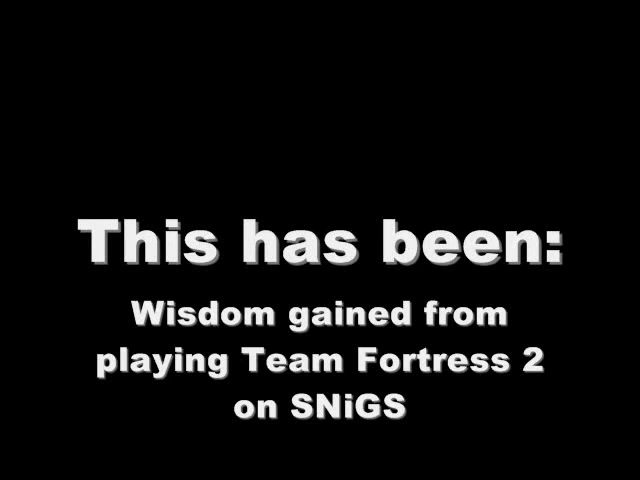 This has been:
Wisdom gained from
playing Team Fortress 2
on SNiGS